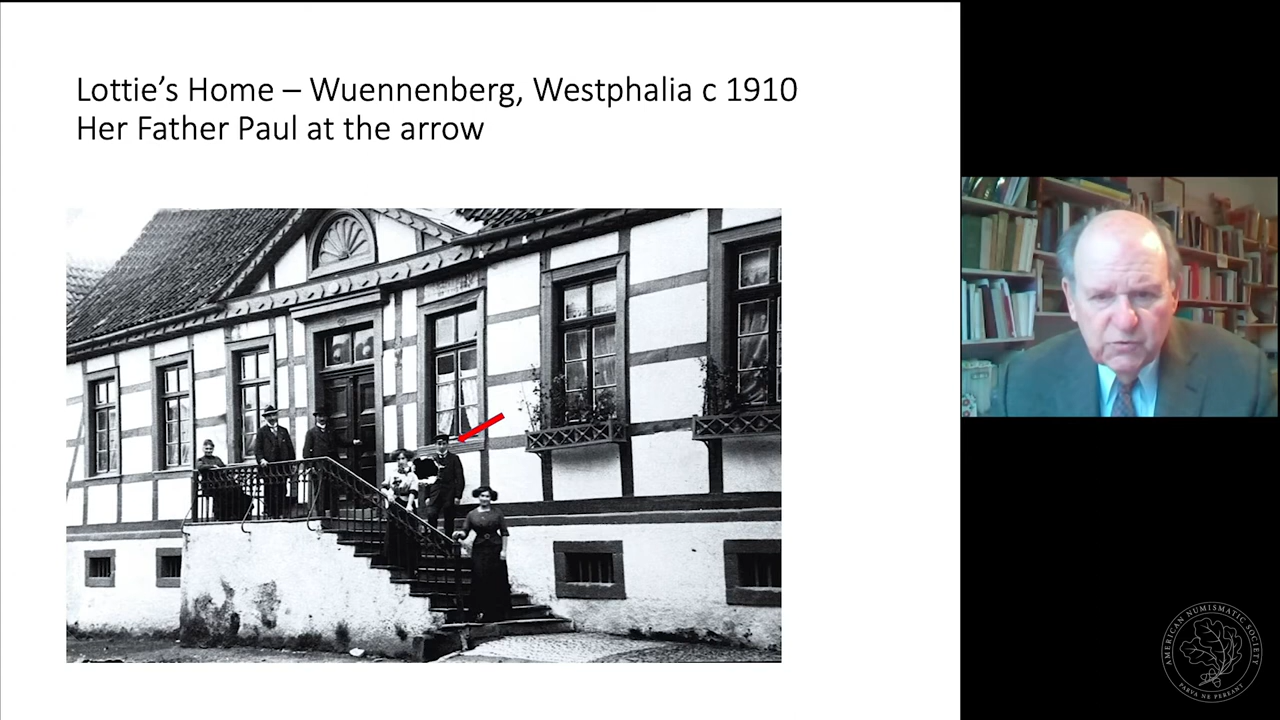 Lottie’s Home – Wuennenberg, Westphalia c 1910
Her Father Paul at the arrow
AMERICAN NUMISMATIC SOCIETY
PARVA NE PEREANT